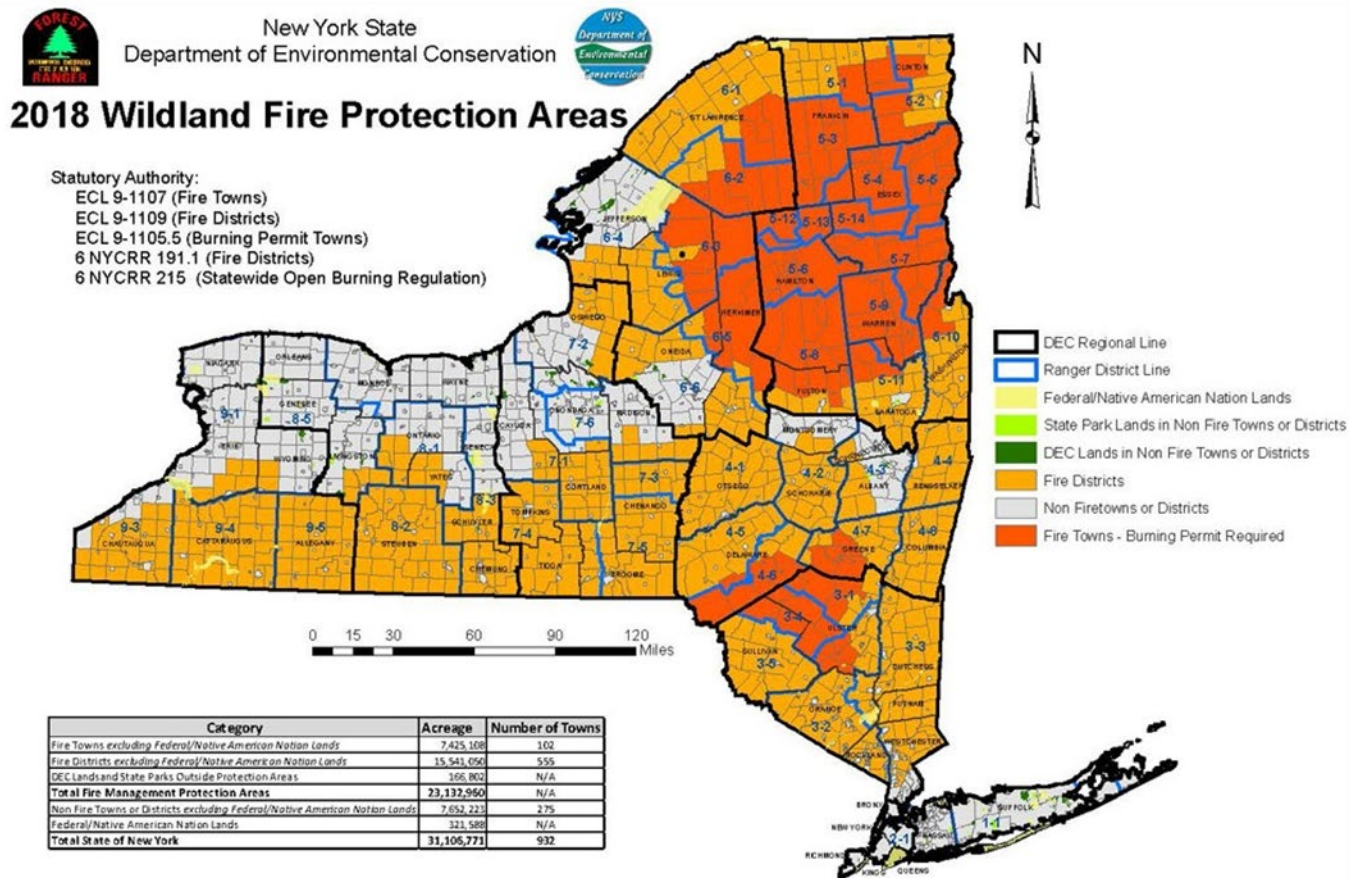 FOREST
RANGER
New York State
Department of Environmental Conservation
NYS
Department of
Environmental
Conservation
2018 Wildland Fire Protection Areas
N
Statutory Authority:
ECL 9-1107 (Fire Towns)
ECL 9-1109 (Fire Districts)
ECL 9-1105.5 (Burning Permit Towns)
6 NYCRR 191.1 (Fire Districts)
6 NYCRR 215 (Statewide Open Burning Regulation)
CLINTON
6-1
5-1
5-2
ST LAWRENCE
FRANKLIN
5-3
6-2
5-4
5-5
ESSEX
JEFFERSON
6-4
5-12
5-13
5-14
6-3
LEWIS
5-7
5-6
HAMILTON
HERKIMER
5-9
WARREN
OSWEGO
6-5
5-10
7-2
ONEIDA
5-8
WASHINGTON
NIAGARA
ORLEANS
MONROE
WAYNE
6-6
FULTON
5-11
SARATOGA
9-1
GENESEE
8-5
ONONDAGA
7-6
MADISON
CAYUGA
MONTGOMERY
ERIE
WYOMING
LIVINGSTON
ONTARIO
8-1
SENECA
YATES
7-1
4-1
OTSEGO
4-2
SCHOHARIE
4-3
ALBANY
4-4
RENSSELAER
CORTLAND
7-3
CHENANGO
8-3
SCHUYLER
TOMPKINS
7-4
9-3
CHAUTAUQUA
9-4
CATTARAUGUS
9-5
ALLEGANY
8-2
STEUBEN
CHEMUNG
TIOGA
BROOME
7-5
4-5
DELAWARE
4-7
GREENE
4-8
COLUMBIA
4-6
3-1
ULSTER
3-4
SULLIVAN
3-5
3-3
DUTCHESS
ORANGE
3-2
PUTNAM
WESTCHESTER
ROCKLAND
BRONX
NEW YORK
NASSAU
SUFFOLK
1-1
2-1
RICHMOND
KINGS
QUEENS
DEC Regional Line
Ranger District Line
Federal/Native American Nation Lands
State Park Lands in Non Fire Towns or Districts
DEC Lands in Non Fire Towns or Districts
Fire Districts
Non Firetowns or Districts
Fire Towns - Burning Permit Required
0 15 30 60 90 120
Miles
Category Acreage Number of Towns
Fire Towns excluding Federal/Native American Nation Lands 7,425,108 102
Fire Districts excluding Federal/Native American Nation Lands 15,541,050 555
DEC Lands and State Parks Outside Protection Areas 166,802 N/A
Total Fire Management Protection Areas 23,132,960 N/A
Non Fire Towns or Districts excluding Federal/Native American Nation Lands 7,652,223 275
Federal/Native American Nation Lands 321,588 N/A
Total State of New York 31,106,771 932